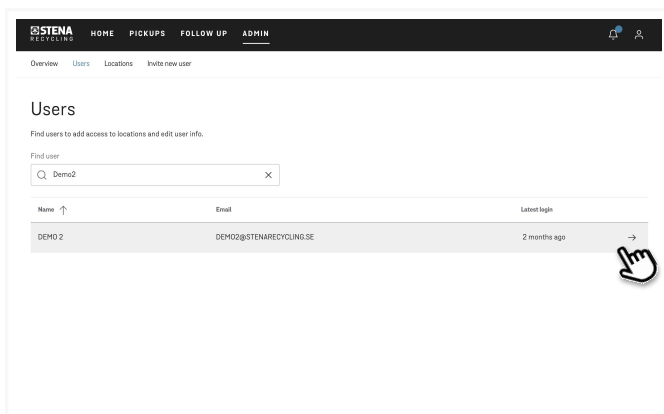 STENA
RECYCLING
HOME PICKUPS FOLLOW UP ADMIN
Overview Users Locations Invite new user
Users
Find users to add access to locations and edit user info.
Find user
Demo2
Name Email Latest login
DEMO 2 DEMO2@STENARECYCLING.SE 2 months ago